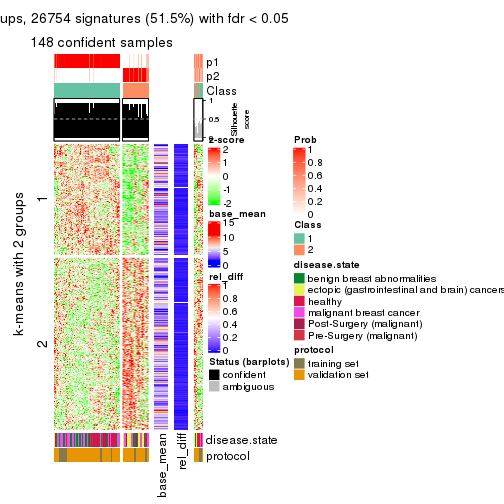 ups, 26754 signatures (51.5%) with fdr < 0.05
148 confident samples
p1
p2
Class
1
0.5
0
Silhouette
score
k-means with 2 groups
1
2
z-score
2
1
0
-1
-2
base_mean
15
10
5
0
rel_diff
1
0.8
0.6
0.4
0.2
0
Status (barplots)
confident
ambiguous
Prob
1
0.8
0.6
0.4
0.2
0
Class
1
2
disease.state
benign breast abnormalities
ectopic (gastrointestinal and brain) cancers
healthy
malignant breast cancer
Post-Surgery (malignant)
Pre-Surgery (malignant)
protocol
training set
validation set
disease.state
protocol
base_mean
rel_diff